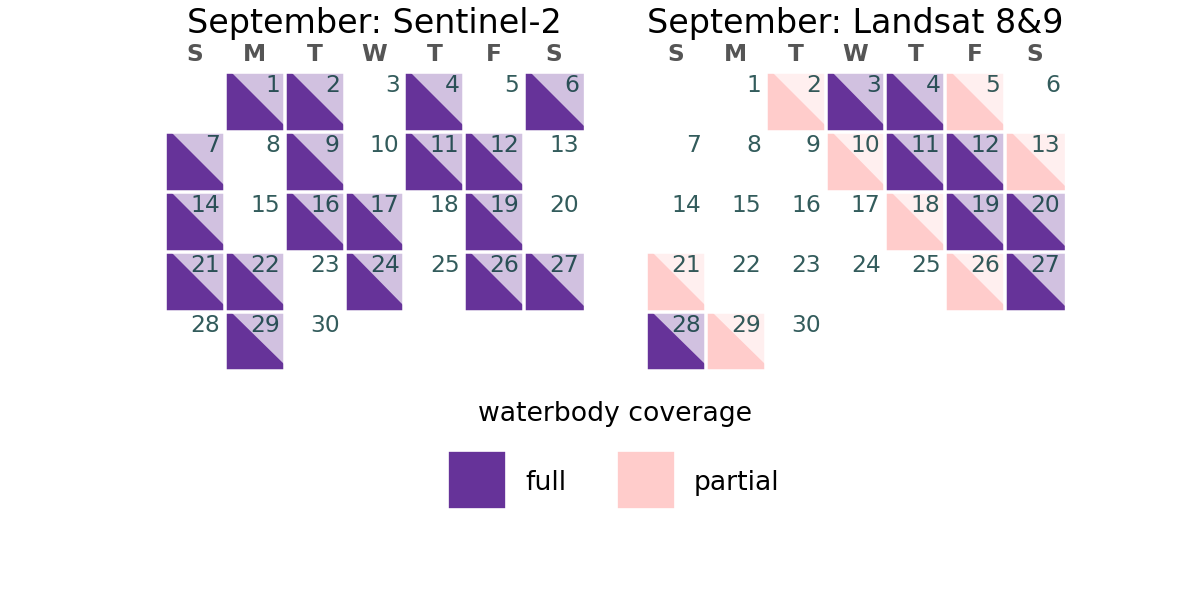 September: Sentinel-2
S M T W T F S
1 2 3 4 5 6
7 8 9 10 11 12 13
14 15 16 17 18 19 20
21 22 23 24 25 26 27
28 29 30
September: Landsat 8&9
S M T W T F S
1 2 3 4 5 6
7 8 9 10 11 12 13
14 15 16 17 18 19 20
21 22 23 24 25 26 27
28 29 30
waterbody coverage
full partial